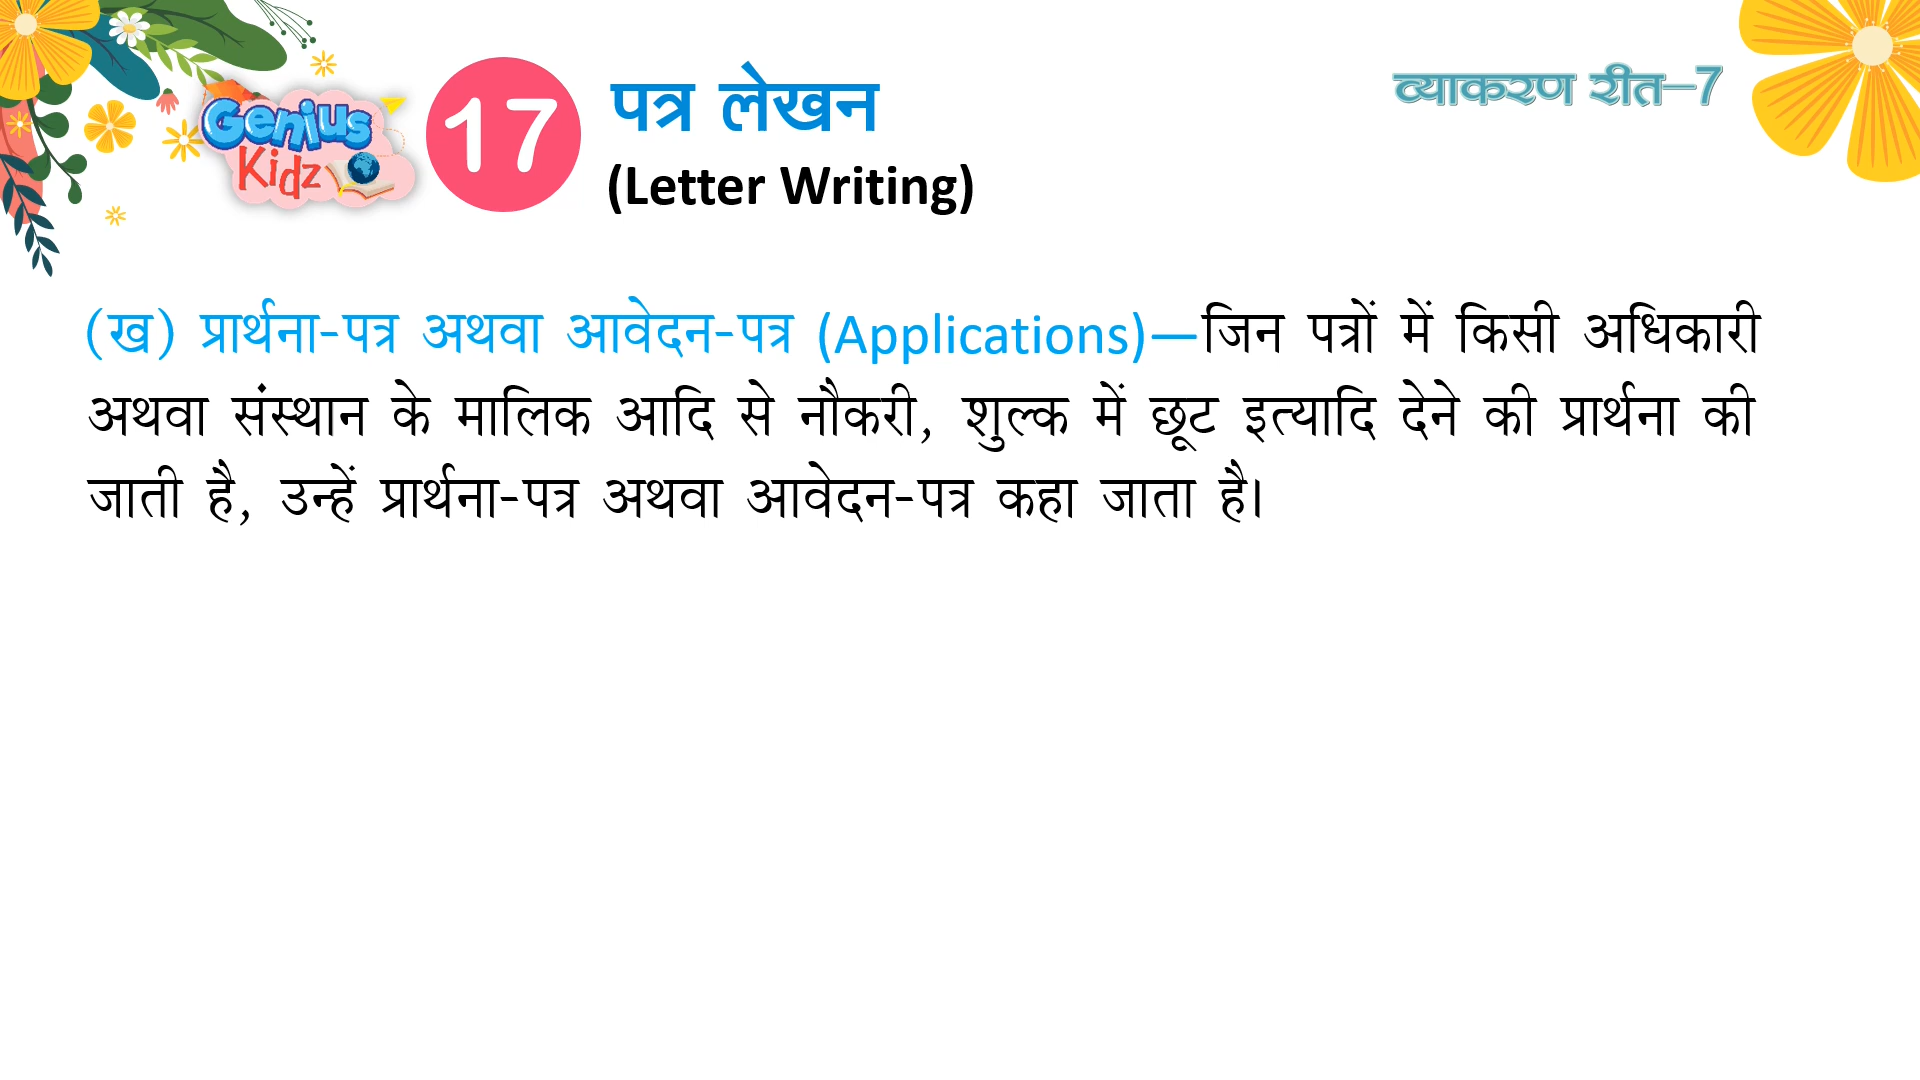 Genius
Kidz
17
पत्र लेखन
(Letter Writing)
व्याकरण रीत–7
(ख) प्रार्थना-पत्र अथवा आवेदन-पत्र (Applications)—जिन पत्रों में किसी अधिकारी
अथवा संस्थान के मालिक आदि से नौकरी, शुल्क में छूट इत्यादि देने की प्रार्थना की
जाती है, उन्हें प्रार्थना-पत्र अथवा आवेदन-पत्र कहा जाता है।